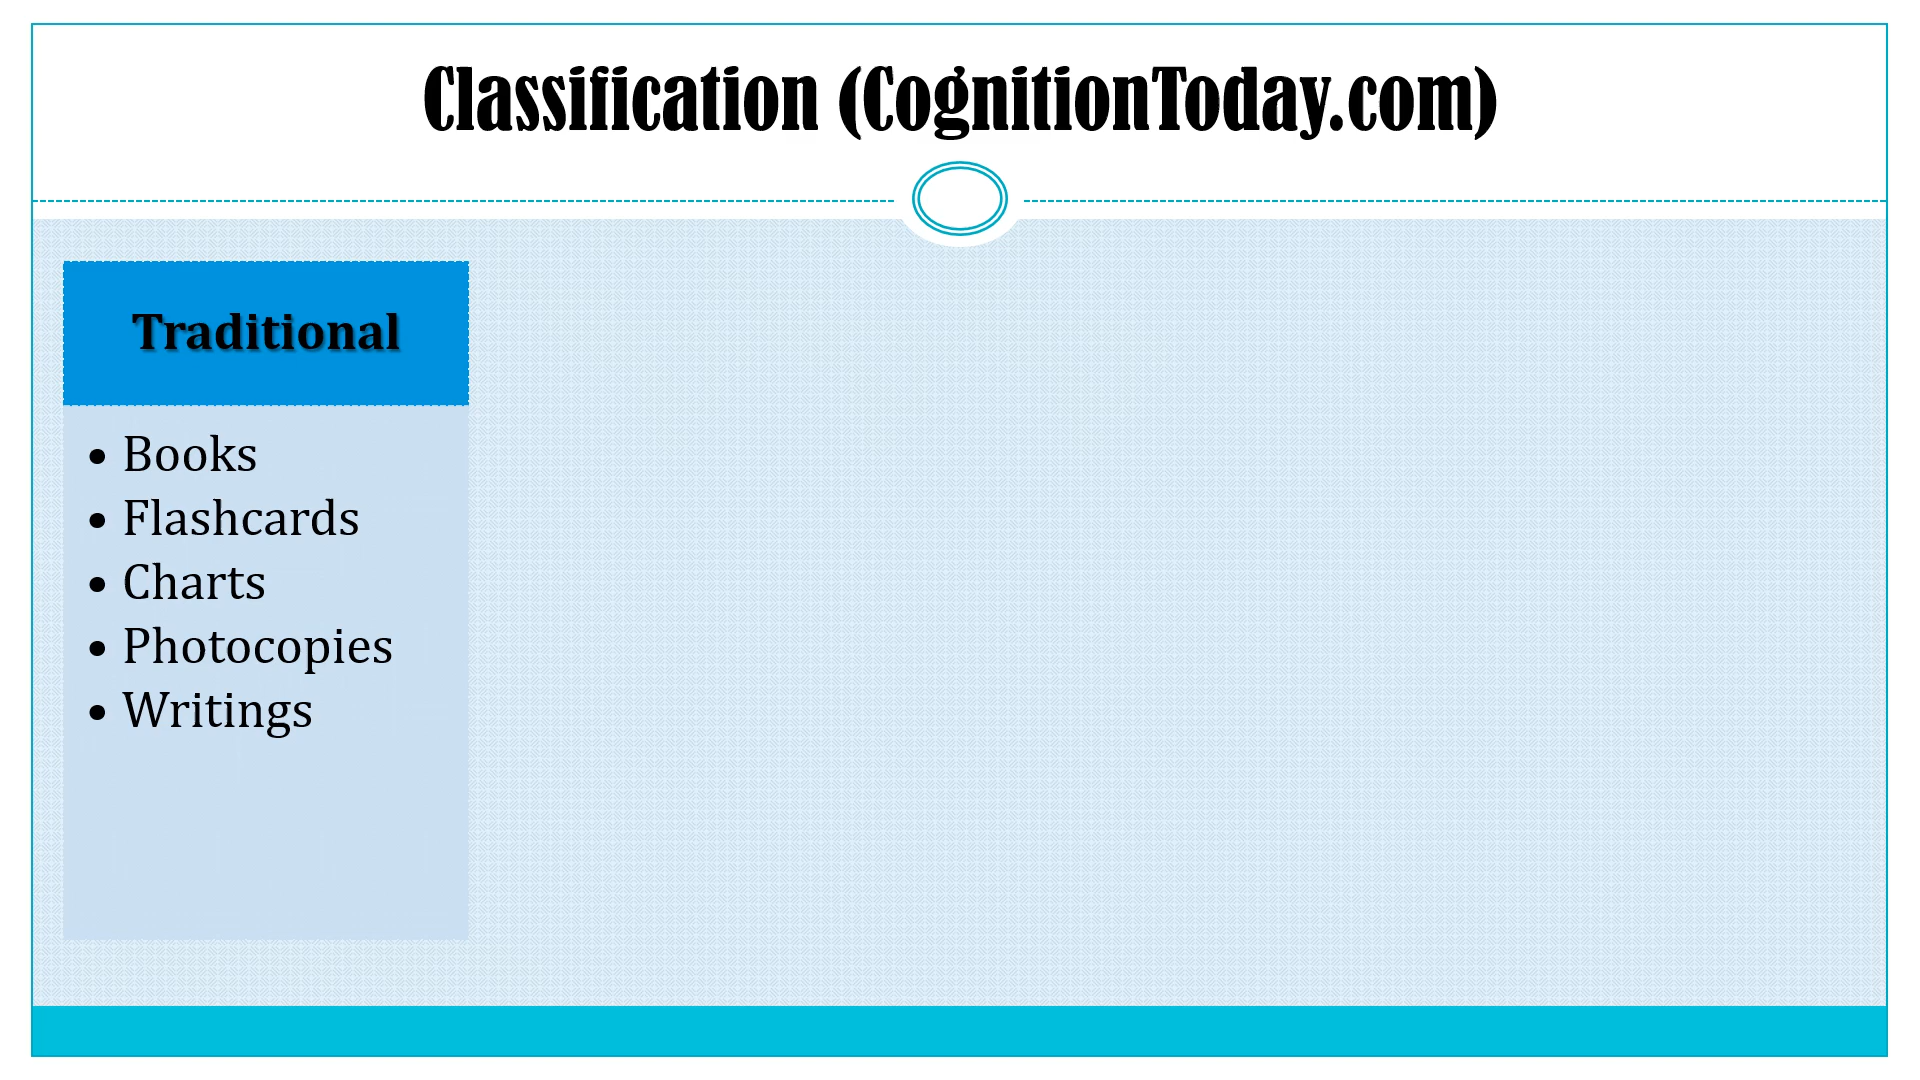 Classification (CognitionToday.com)
Traditional
• Books
• Flashcards
• Charts
• Photocopies
• Writings